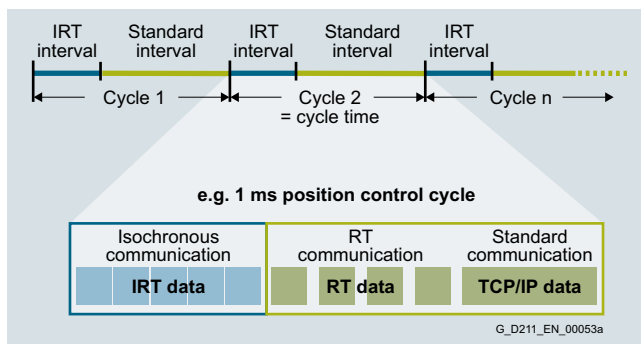 IRT
interval
Standard
interval
IRT
interval
Standard
interval
IRT
interval
Cycle 1
Cycle 2
= cycle time
Cycle n
e.g. 1 ms position control cycle
Isochronous
communication
RT
communication
Standard
communication
IRT data
RT data
TCP/IP data
G_D211_EN_00053a